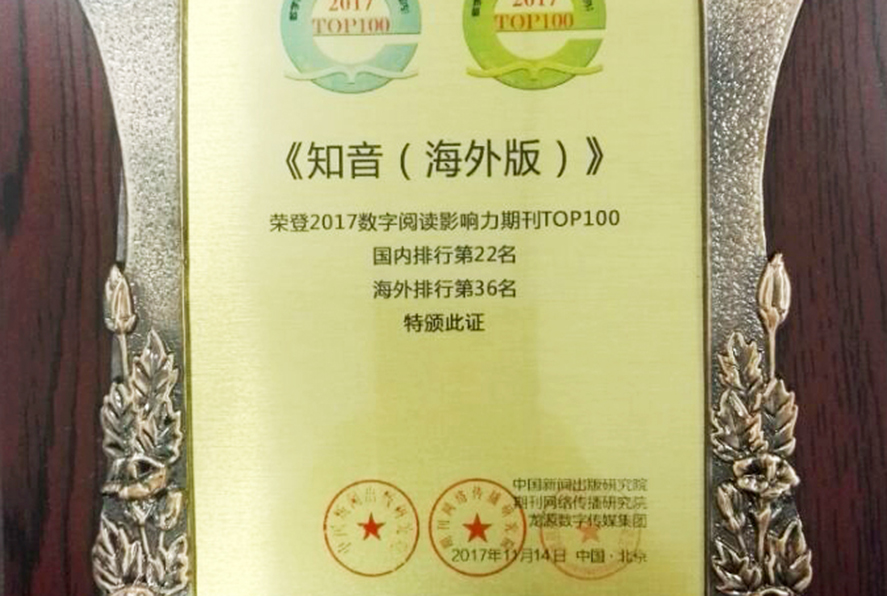 2017
TOP100
2017
TOP100
《知音（海外版）》
荣登2017数字阅读影响力期刊TOP100
国内排行第22名
海外排行第36名
特颁此证
中国新闻出版研究院
期刊网络传播研究院
龙源数字传媒集团
2017年11月14日 中国·北京